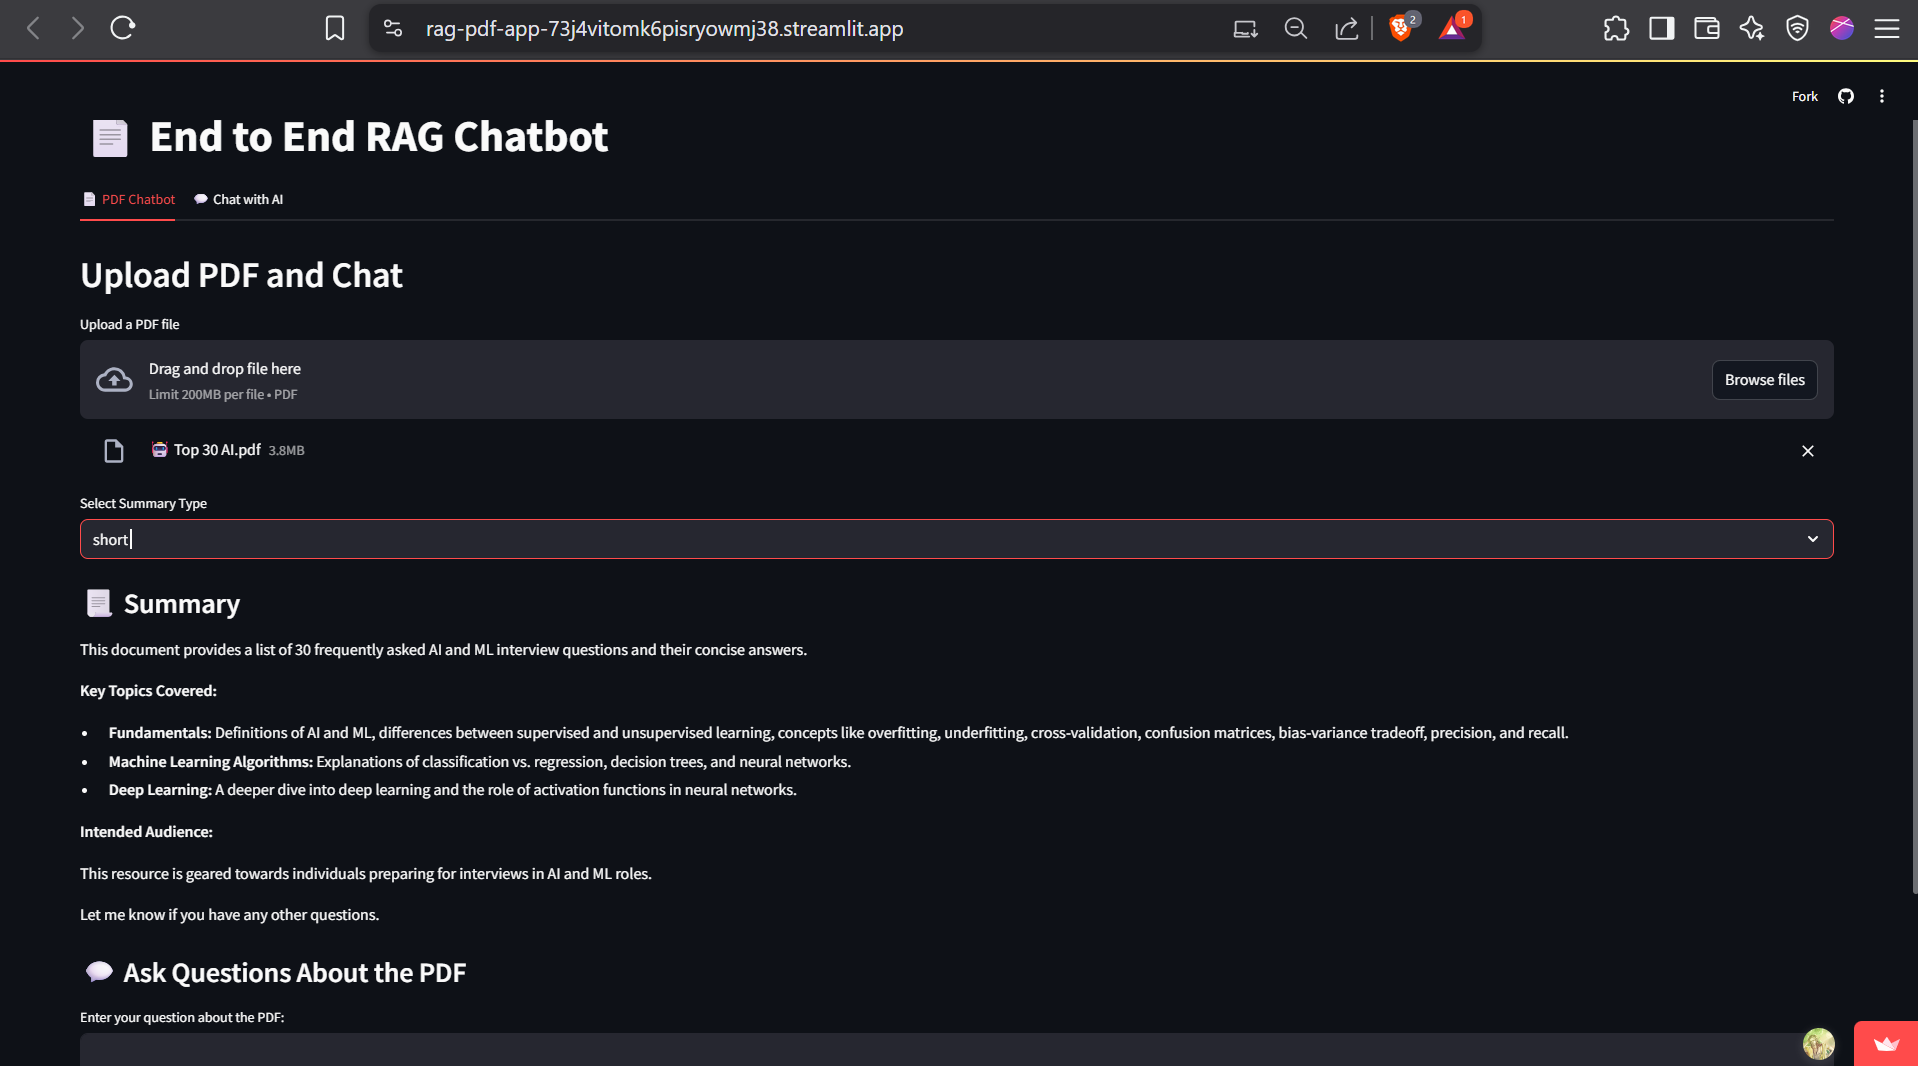 rag-pdf-app-73j4vitomk6pisryowmj38.streamlit.app
2
1
Fork
End to End RAG Chatbot
PDF Chatbot
Chat with AI
Upload PDF and Chat
Upload a PDF file
Drag and drop file here
Limit 200MB per file • PDF
Browse files
Top 30 AI.pdf 3.8MB
Select Summary Type
short
Summary
This document provides a list of 30 frequently asked AI and ML interview questions and their concise answers.
Key Topics Covered:
• Fundamentals: Definitions of AI and ML, differences between supervised and unsupervised learning, concepts like overfitting, underfitting, cross-validation, confusion matrices, bias-variance tradeoff, precision, and recall.
• Machine Learning Algorithms: Explanations of classification vs. regression, decision trees, and neural networks.
• Deep Learning: A deeper dive into deep learning and the role of activation functions in neural networks.
Intended Audience:
This resource is geared towards individuals preparing for interviews in AI and ML roles.
Let me know if you have any other questions.
Ask Questions About the PDF
Enter your question about the PDF: